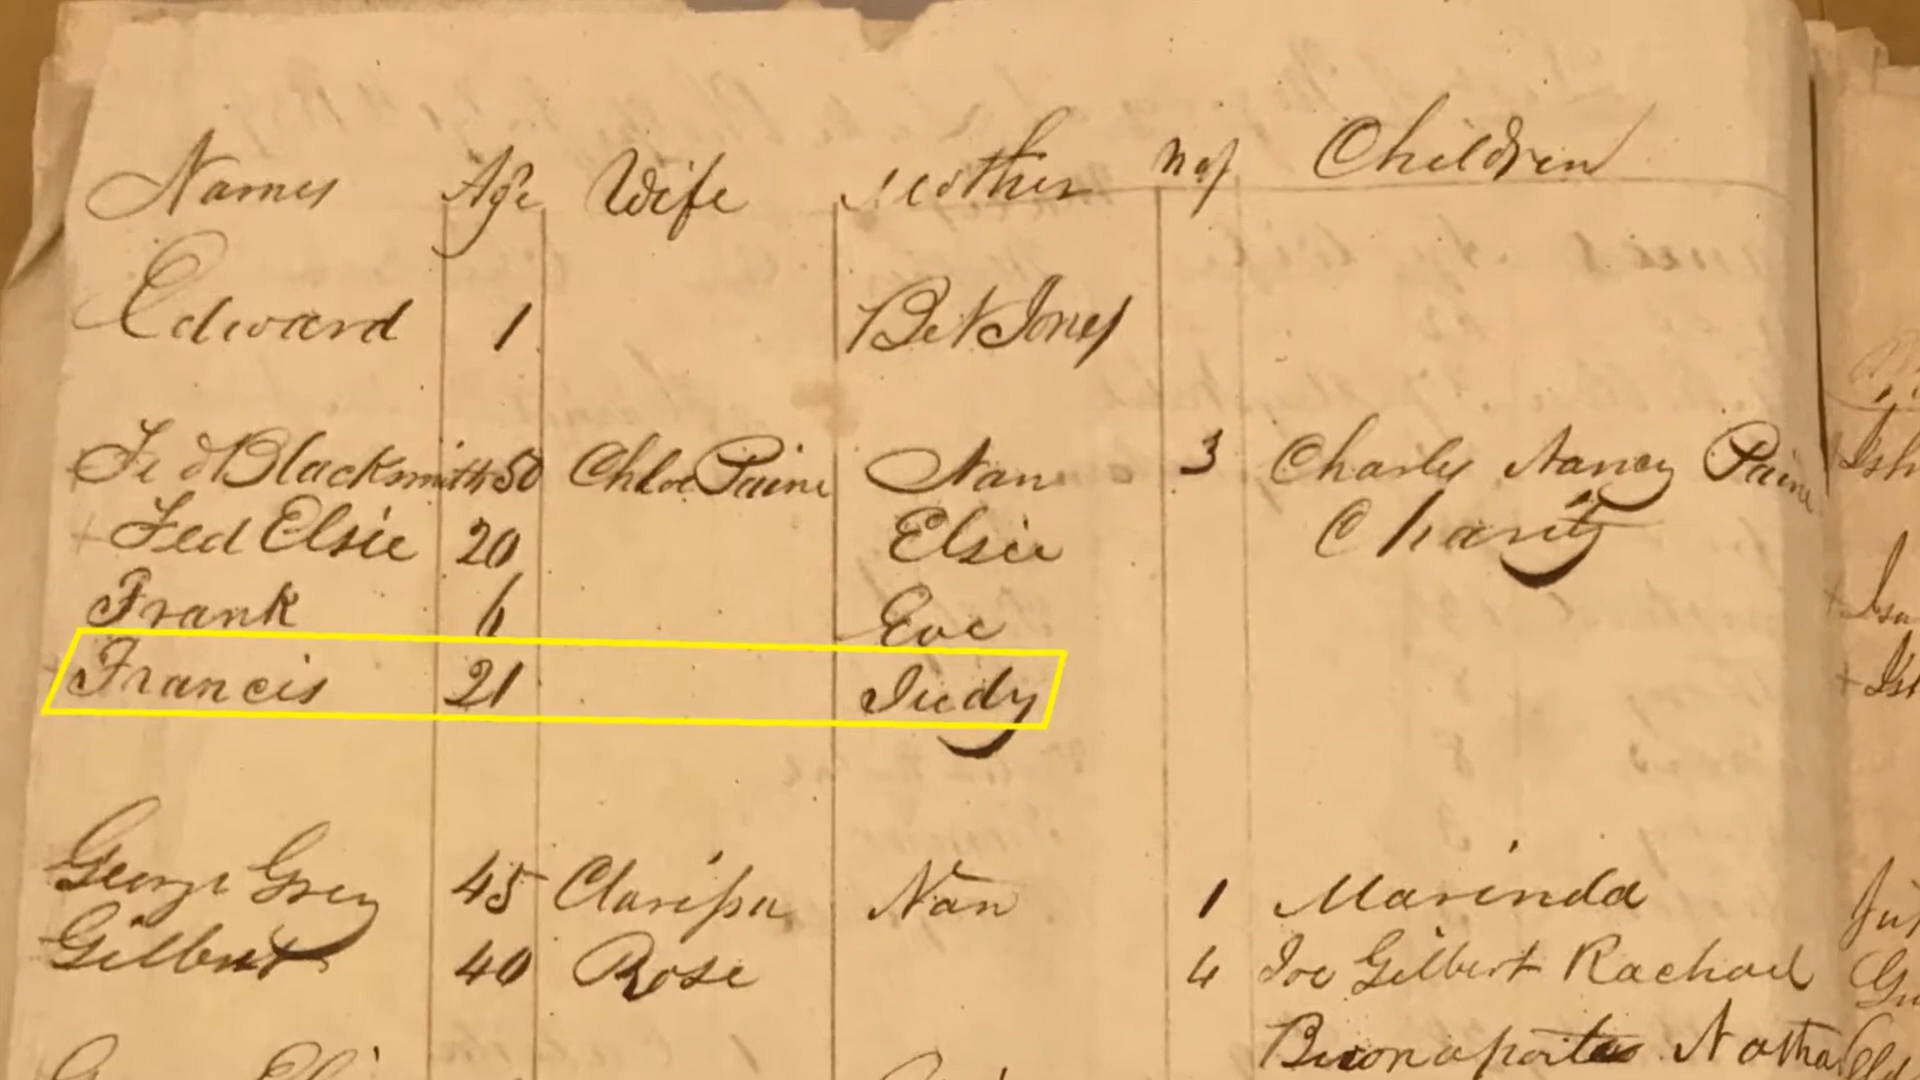 Names Age Wife Mother No of Children
Edward 1 Bet Jones
Fed Blacksmith 50 Chloe Paine Nan 3 Charly Nancy Paine
Charity
+ Fed Elsie 20 Elsie
Frank 6 Eve
Francis 21 Judy
George Grey 45 Clarissa Nan 1 Marinda
Gilbert 40 Rose 4 Joe Gilbert Rachael
Buonaparte